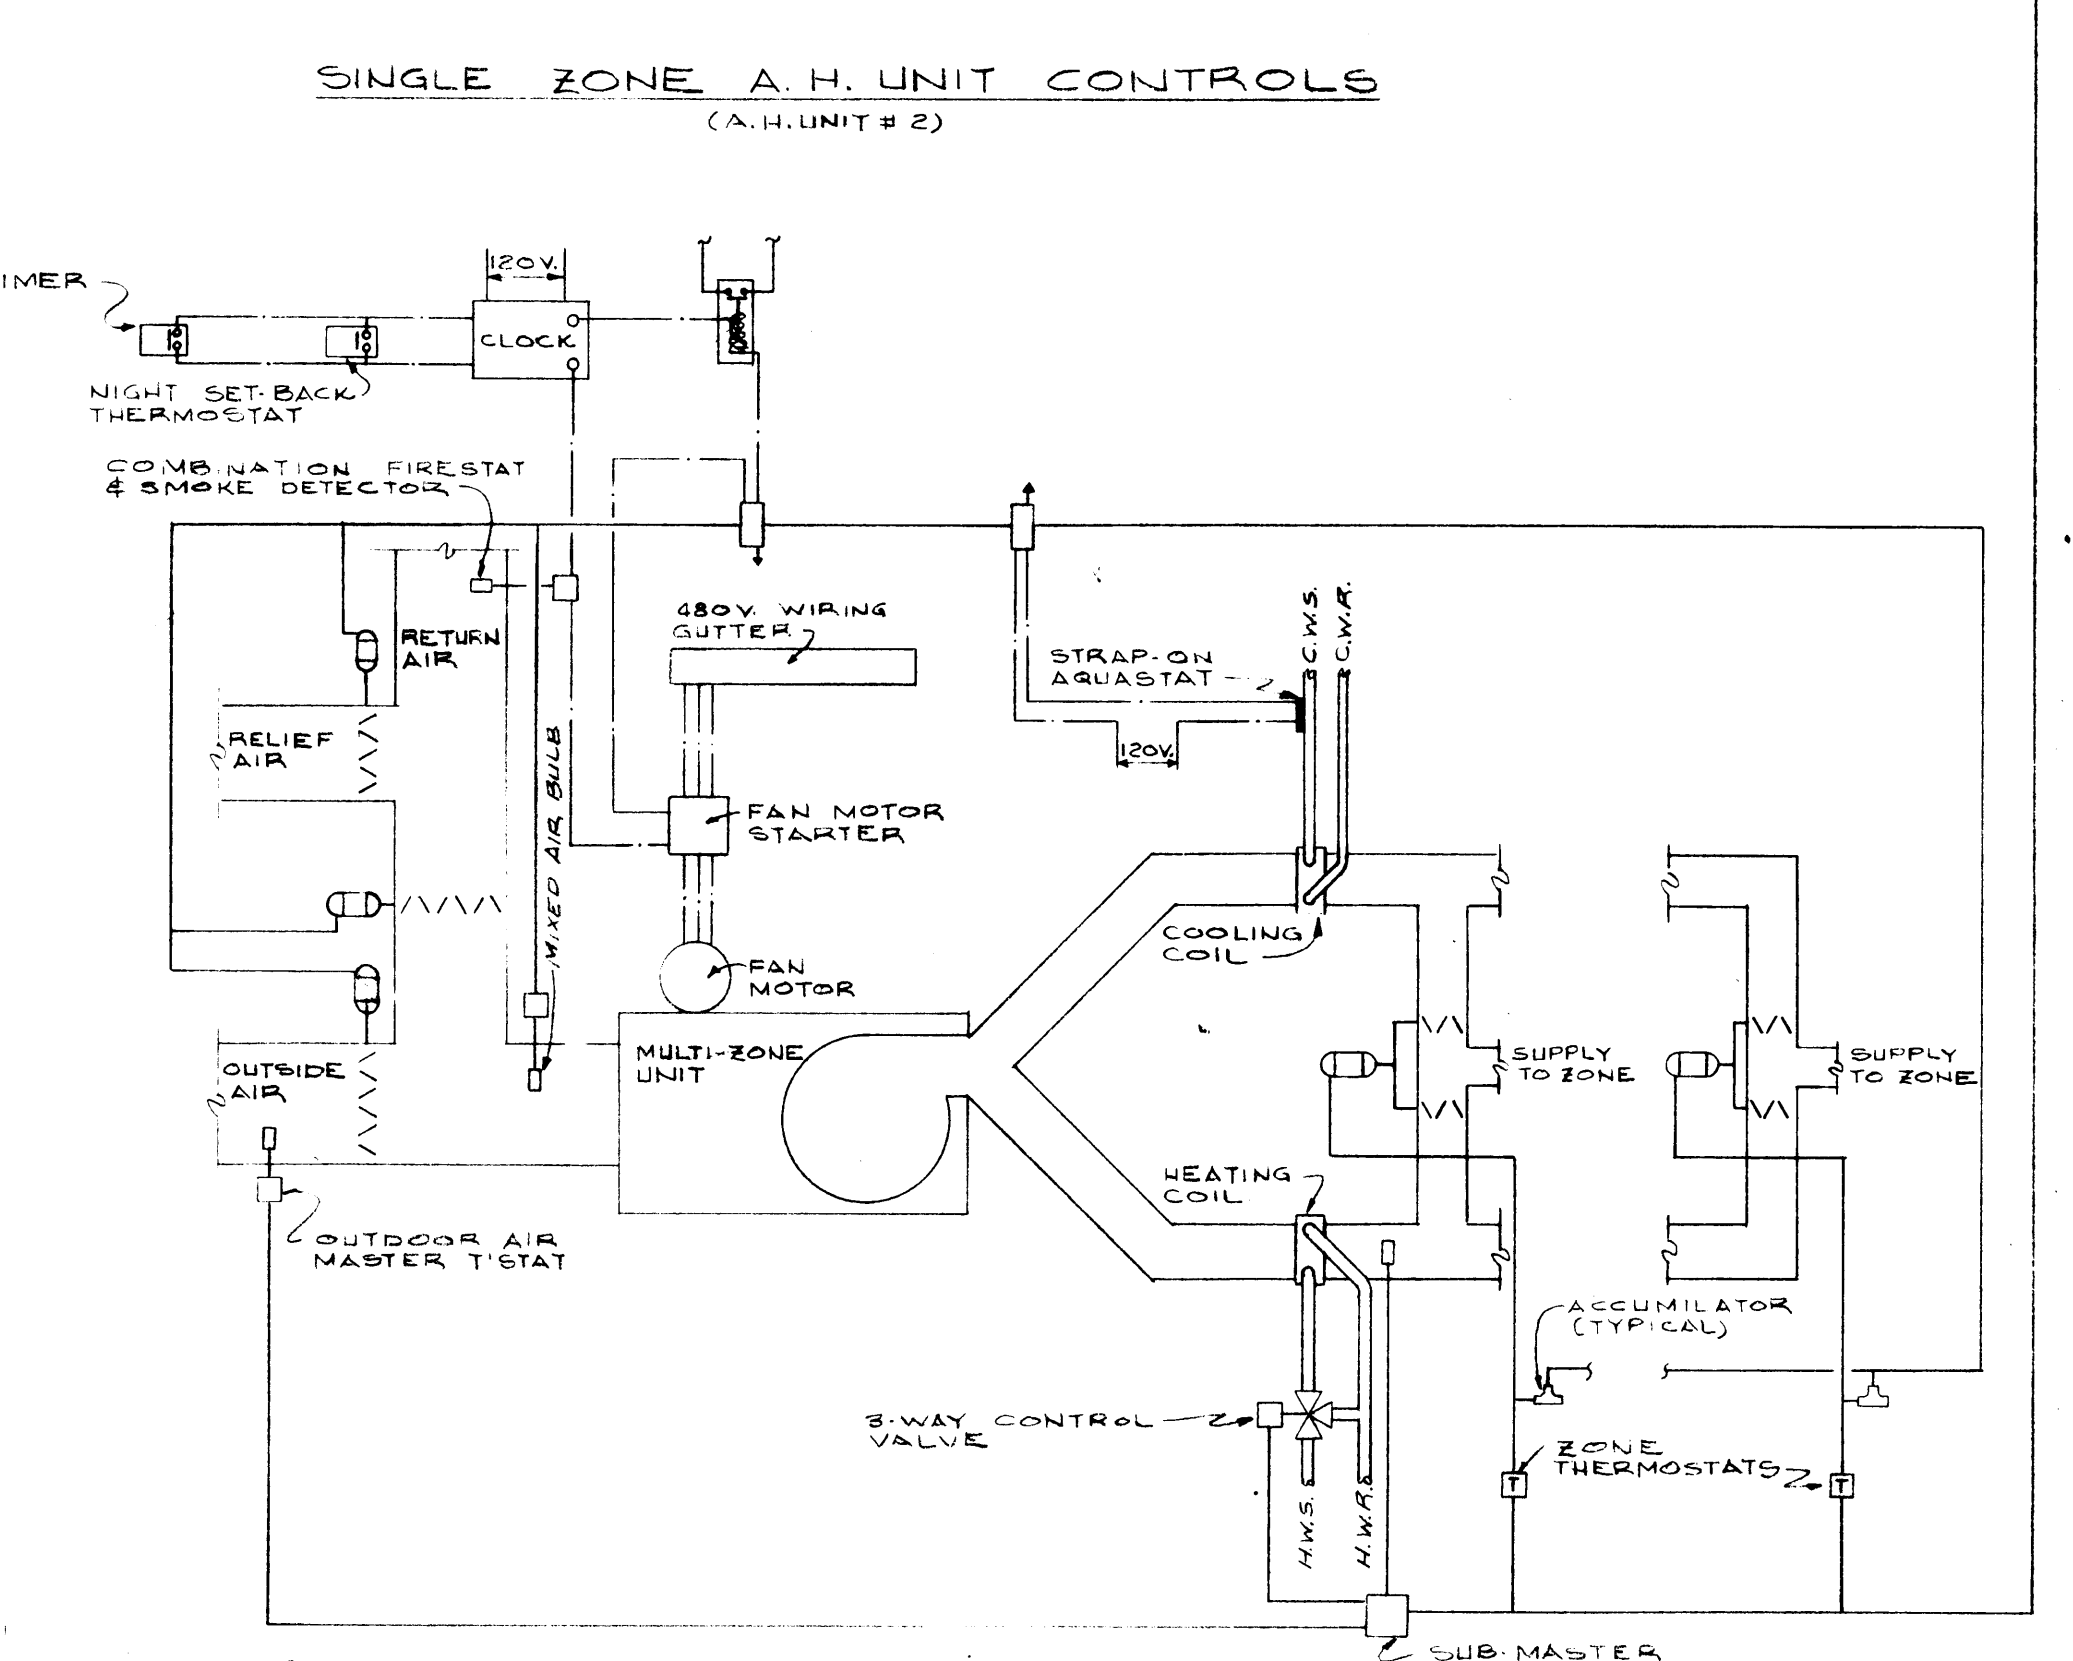 SINGLE ZONE A.H. UNIT CONTROLS
(A.H. UNIT # 2)
IMER
120 V.
CLOCK
NIGHT SET-BACK
THERMOSTAT
COMBINATION FIRESTAT
& SMOKE DETECTOR
480 V. WIRING
GUTTER
RETURN
AIR
C.W.S.
C.W.R.
STRAP-ON
AQUASTAT
RELIEF
AIR
120V.
MIXED AIR BULB
FAN MOTOR
STARTER
COOLING
COIL
FAN
MOTOR
MULTI-ZONE
UNIT
OUTSIDE
AIR
SUPPLY
TO ZONE
SUPPLY
TO ZONE
HEATING
COIL
OUTDOOR AIR
MASTER T'STAT
ACCUMILATOR
(TYPICAL)
3-WAY CONTROL
VALVE
ZONE
THERMOSTATS
T
T
H.W.S.
H.W.R.
SUB-MASTER